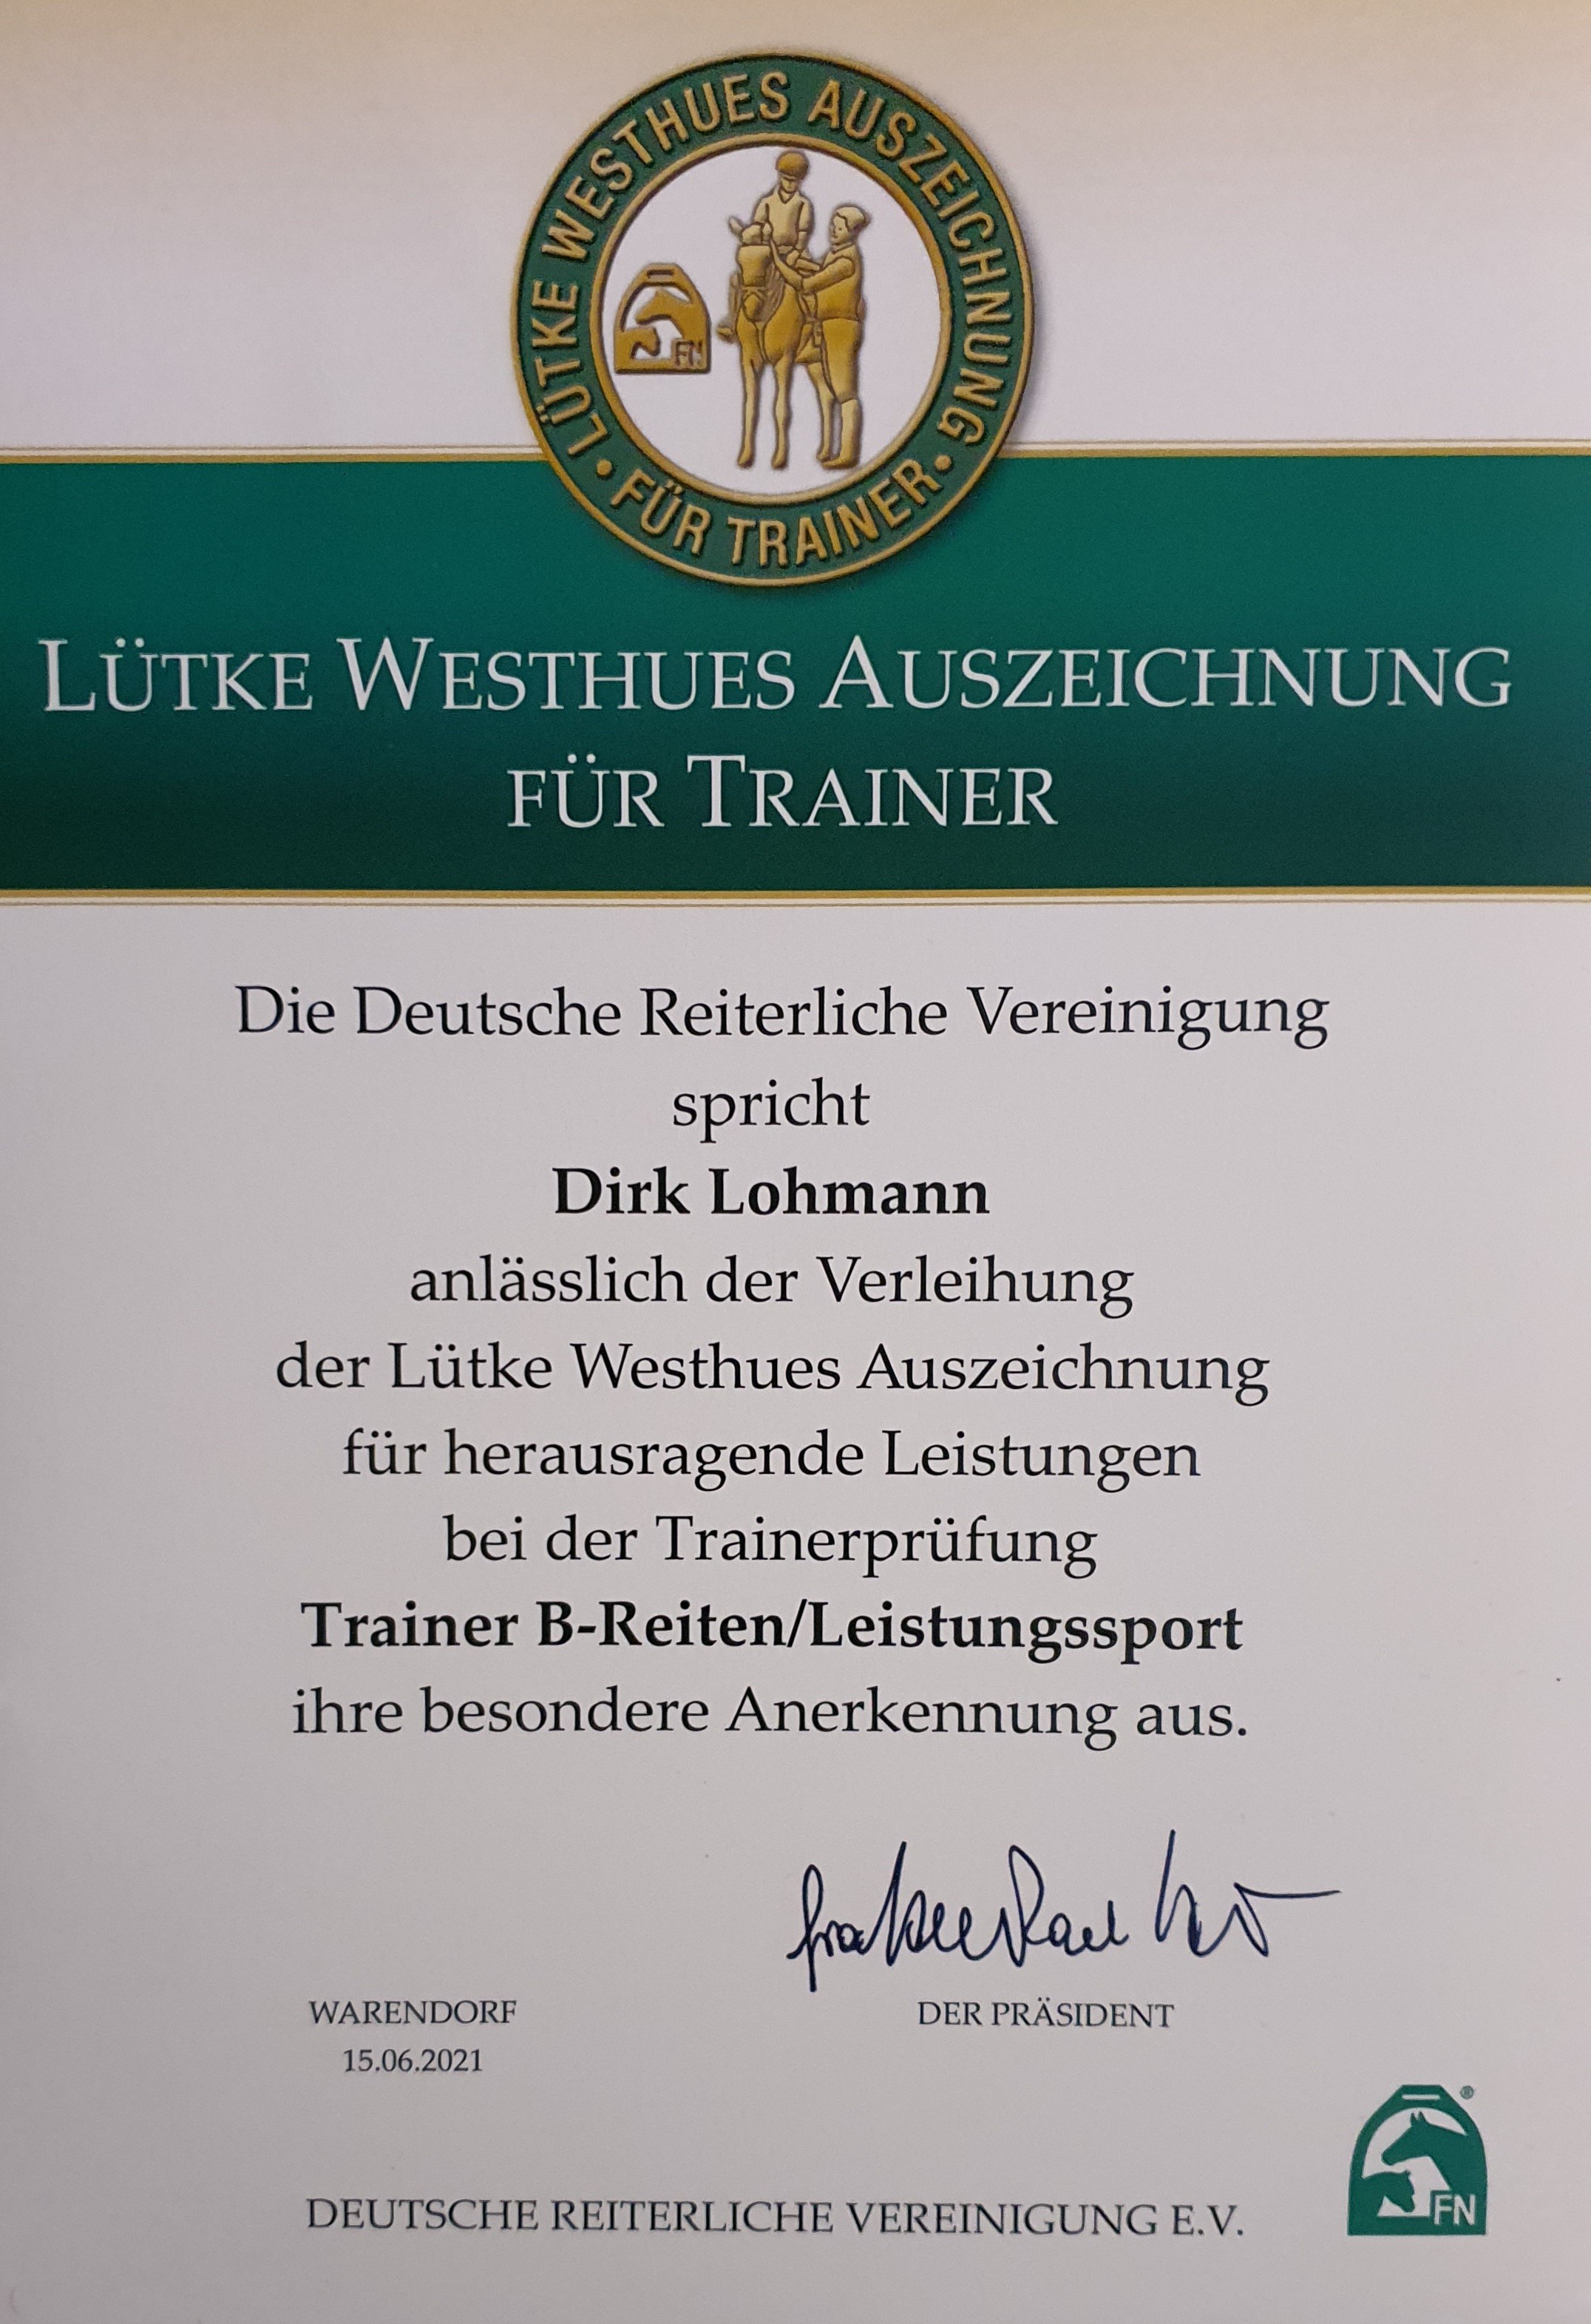 LÜTKE WESTHUES AUSZEICHNUNG
• FÜR TRAINER •
FN
LÜTKE WESTHUES AUSZEICHNUNG
FÜR TRAINER
Die Deutsche Reiterliche Vereinigung
spricht
Dirk Lohmann
anlässlich der Verleihung
der Lütke Westhues Auszeichnung
für herausragende Leistungen
bei der Trainerprüfung
Trainer B-Reiten/Leistungssport
ihre besondere Anerkennung aus.
WARENDORF
15.06.2021
DER PRÄSIDENT
®
FN
DEUTSCHE REITERLICHE VEREINIGUNG E.V.